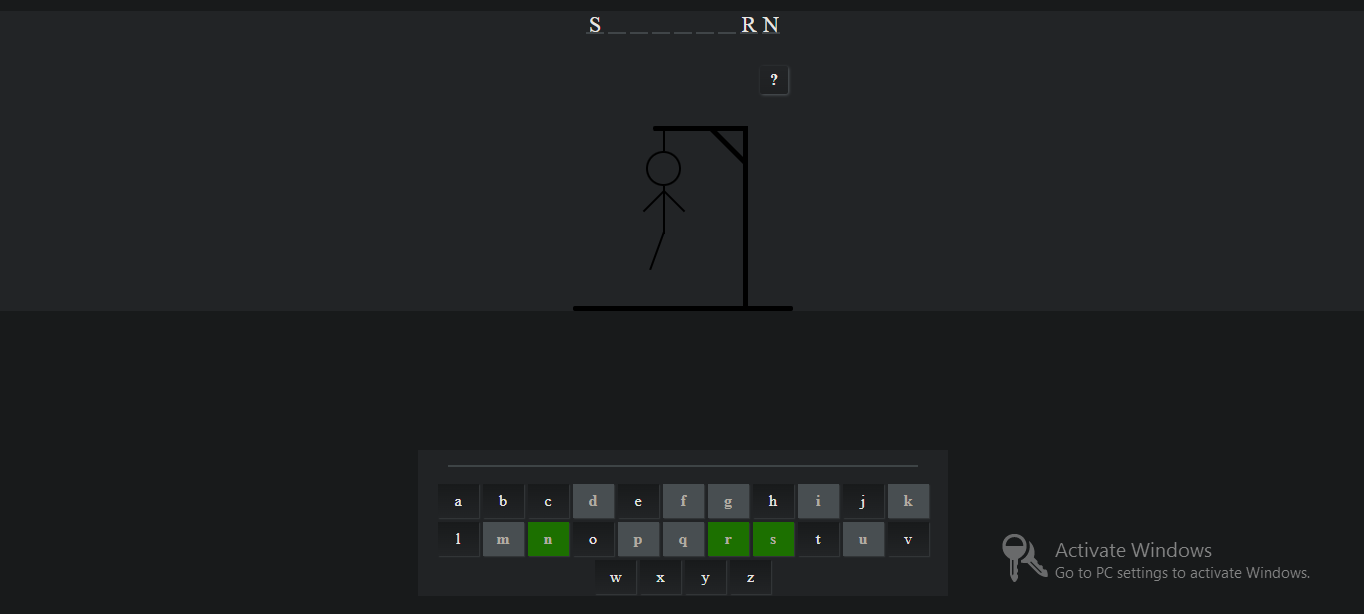 S _ _ _ _ _ _ R N
?
a b c d e f g h i j k
l m n o p q r s t u v
w x y z
Activate Windows
Go to PC settings to activate Windows.